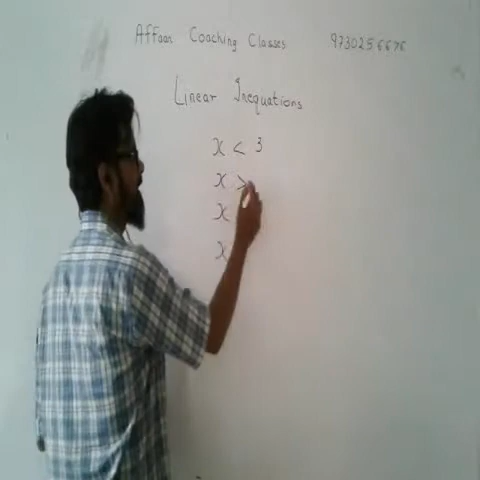 Affaan Coaching Classes 9730256676
Linear Inequations
x < 3
x >
x
x